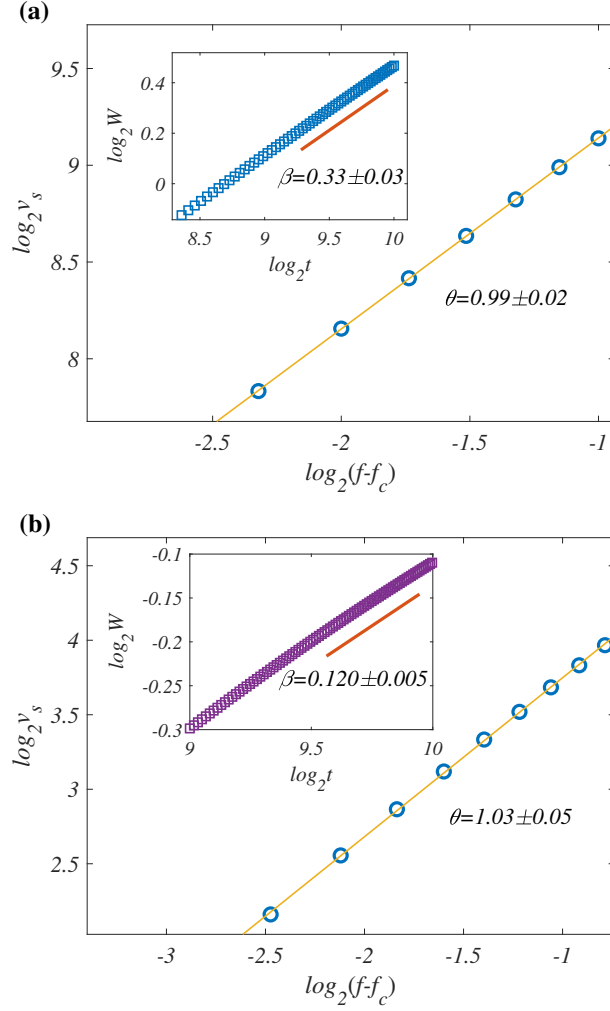 (a)
9.5
9
8.5
8
log₂vₛ
-2.5
-2
-1.5
-1
log₂(f-f_c)
θ=0.99±0.02
0.4
0.2
0
log₂W
8.5
9
9.5
10
log₂t
β=0.33±0.03
(b)
4.5
4
3.5
3
2.5
log₂vₛ
-3
-2.5
-2
-1.5
-1
log₂(f-f_c)
θ=1.03±0.05
-0.1
-0.15
-0.2
-0.25
-0.3
log₂W
9
9.5
10
log₂t
β=0.120±0.005